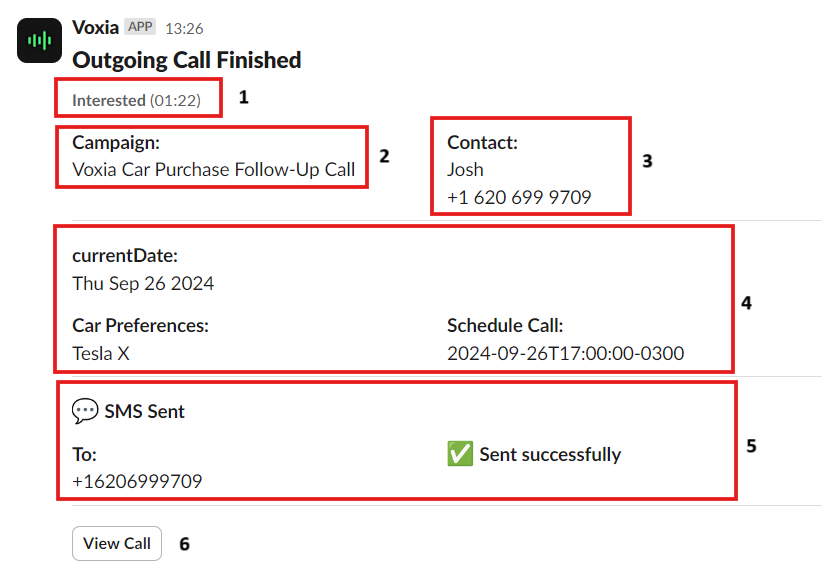 Voxia APP 13:26
Outgoing Call Finished
Interested (01:22) 1
Campaign:
Voxia Car Purchase Follow-Up Call
2
Contact:
Josh
+1 620 699 9709
3
currentDate:
Thu Sep 26 2024
Car Preferences:
Tesla X
Schedule Call:
2024-09-26T17:00:00-0300
4
💬 SMS Sent
To:
+16206999709
✅ Sent successfully
5
View Call 6